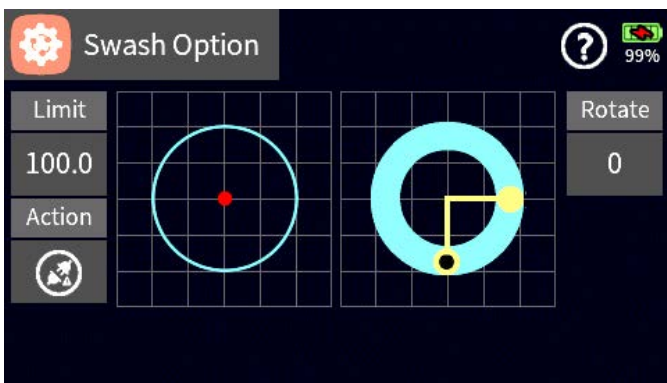 Swash Option
?
99%
Limit
100.0
Action
Rotate
0